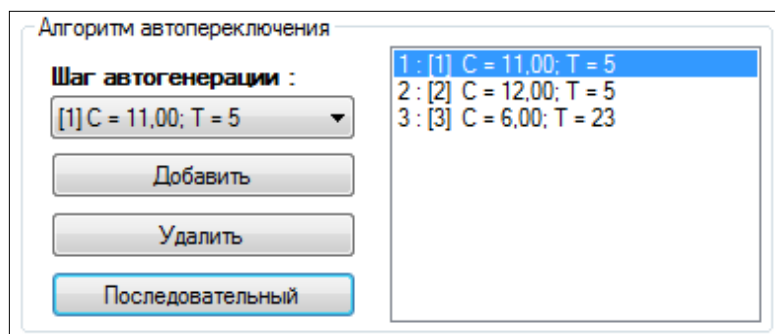 Алгоритм автопереключения
Шаг автогенерации :
[1] C = 11,00; T = 5
Добавить
Удалить
Последовательный
1 : [1] C = 11,00; T = 5
2 : [2] C = 12,00; T = 5
3 : [3] C = 6,00; T = 23